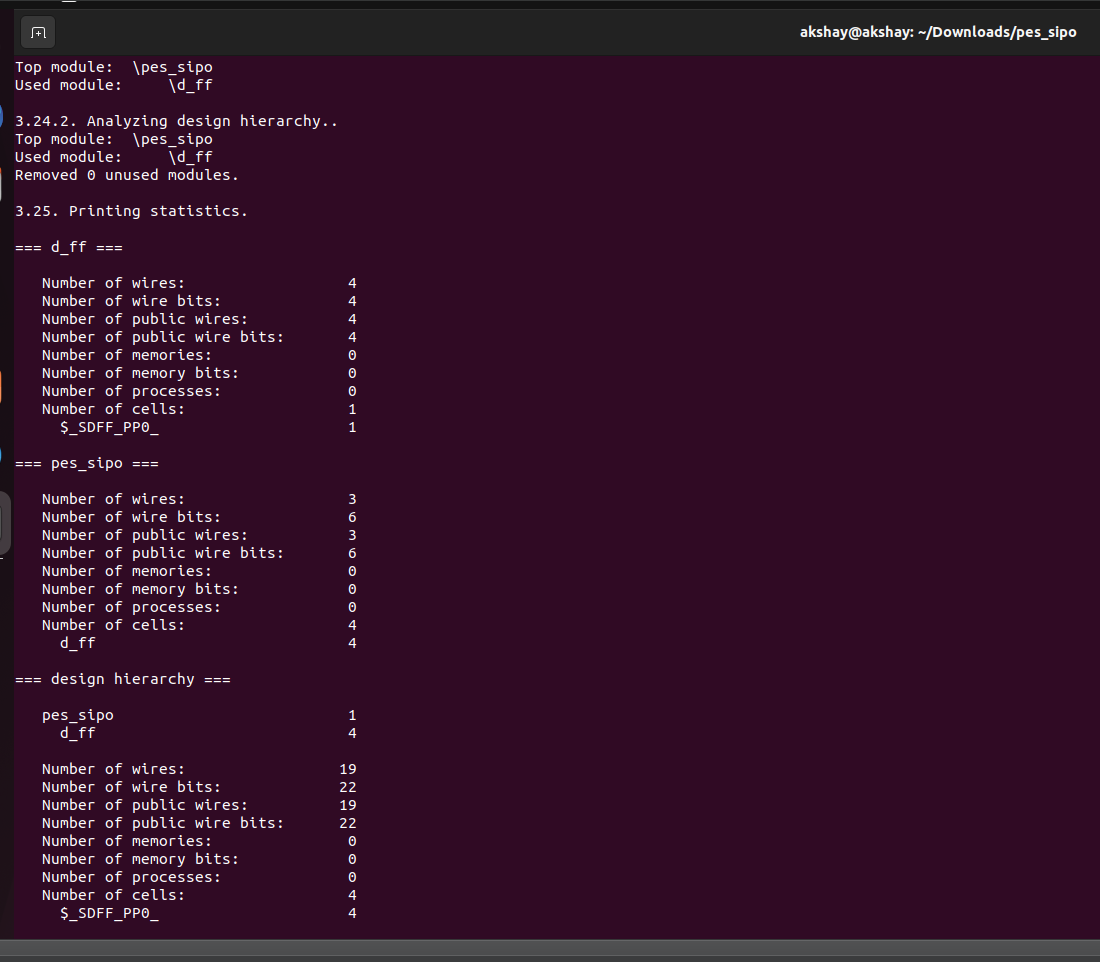 akshay@akshay: ~/Downloads/pes_sipo
Top module:  \pes_sipo
Used module:     \d_ff
3.24.2. Analyzing design hierarchy..
Top module:  \pes_sipo
Used module:     \d_ff
Removed 0 unused modules.
3.25. Printing statistics.
=== d_ff ===
Number of wires: 4
Number of wire bits: 4
Number of public wires: 4
Number of public wire bits: 4
Number of memories: 0
Number of memory bits: 0
Number of processes: 0
Number of cells: 1
$_SDFF_PP0_ 1
=== pes_sipo ===
Number of wires: 3
Number of wire bits: 6
Number of public wires: 3
Number of public wire bits: 6
Number of memories: 0
Number of memory bits: 0
Number of processes: 0
Number of cells: 4
d_ff 4
=== design hierarchy ===
pes_sipo 1
d_ff 4
Number of wires: 19
Number of wire bits: 22
Number of public wires: 19
Number of public wire bits: 22
Number of memories: 0
Number of memory bits: 0
Number of processes: 0
Number of cells: 4
$_SDFF_PP0_ 4